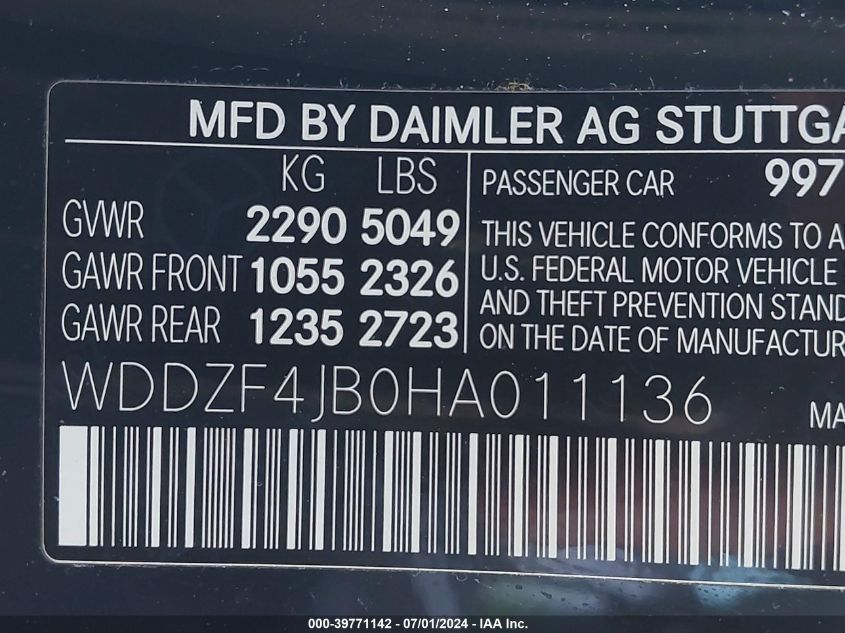 MFD BY DAIMLER AG STUTTGA
KG LBS
GVWR 2290 5049
GAWR FRONT 1055 2326
GAWR REAR 1235 2723
PASSENGER CAR 997
THIS VEHICLE CONFORMS TO A
U.S. FEDERAL MOTOR VEHICLE
AND THEFT PREVENTION STAND
ON THE DATE OF MANUFACTUR
WDDZF4JB0HA011136
MA
000-39771142 - 07/01/2024 - IAA Inc.